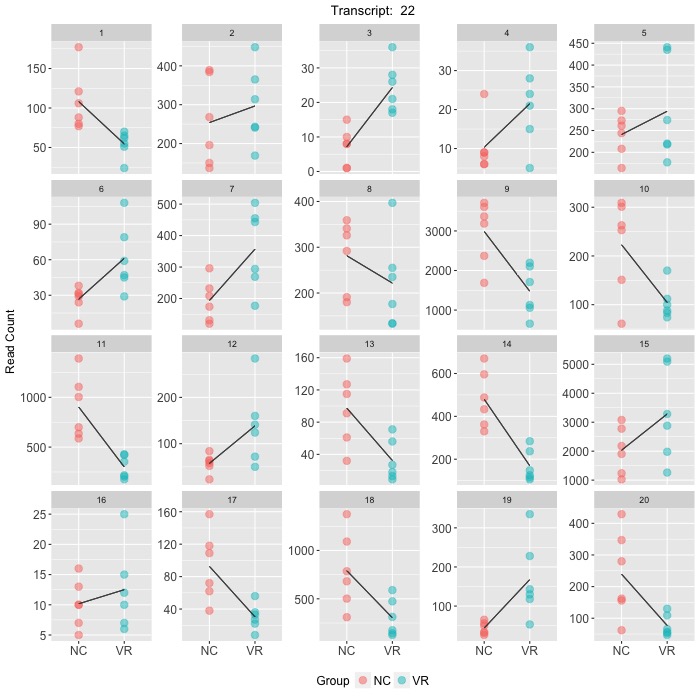 Transcript: 22
1 2 3 4 5
150 100 50
400 300 200
30 20 10 0
30 20 10
450 400 350 300 250 200
6 7 8 9 10
90 60 30
500 400 300 200
400 300 200
3000 2000 1000
300 200 100
Read Count
11 12 13 14 15
1000 500
200 100
160 120 80 40
600 400 200
5000 4000 3000 2000 1000
16 17 18 19 20
25 20 15 10 5
160 120 80 40
1000 500
300 200 100
400 300 200 100
NC VR NC VR NC VR NC VR NC VR
Group NC VR